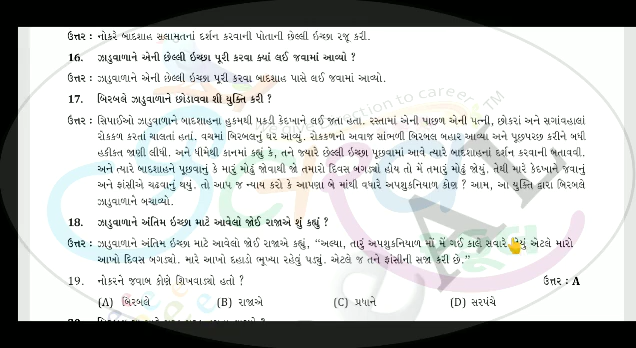 ઉત્તર : નોકરે બાદશાહ સલામતનાં દર્શન કરવાની પોતાની છેલ્લી ઇચ્છા રજૂ કરી.
16. ઝાડુવાળાને એની છેલ્લી ઇચ્છા પૂરી કરવા ક્યાં લઈ જવામાં આવ્યો ?
ઉત્તર : ઝાડુવાળાને એની છેલ્લી ઇચ્છા પૂરી કરવા બાદશાહ પાસે લઈ જવામાં આવ્યો.
17. બિરબલે ઝાડુવાળાને છોડાવવા શી યુક્તિ કરી ?
ઉત્તર : સિપાઈઓ ઝાડુવાળાને બાદશાહના હુકમથી પકડી કેદખાને લઈ જતા હતા. રસ્તામાં એની પાછળ એની પત્ની, છોકરાં અને સગાંવહાલાં
રોકકળ કરતાં ચાલતાં હતાં. વચમાં બિરબલનું ઘર આવ્યું. રોકકળનો અવાજ સાંભળી બિરબલ બહાર આવ્યા અને પૂછપરછ કરીને બધી
હકીકત જાણી લીધી. અને ધીમેથી કાનમાં કહ્યું કે, તને જ્યારે છેલ્લી ઇચ્છા પૂછવામાં આવે ત્યારે બાદશાહનાં દર્શન કરવાની બતાવવી.
અને ત્યારે બાદશાહને પૂછવાનું કે મારું મોઢું જોવાથી જો તમારો દિવસ બગડ્યો હોય તો મેં તમારું મોઢું જોયું, તેથી મારે કેદખાને જવાનું
અને ફાંસીએ ચઢવાનું થયું. તો આપ જ ન્યાય કરો કે આપણા બે માંથી વધારે અપશુકનિયાળ કોણ ? આમ, આ યુક્તિ દ્વારા બિરબલે
ઝાડુવાળાને બચાવ્યો.
18. ઝાડુવાળાને અંતિમ ઇચ્છા માટે આવેલો જોઈ રાજાએ શું કહ્યું ?
ઉત્તર : ઝાડુવાળાને અંતિમ ઇચ્છા માટે આવેલો જોઈ રાજાએ કહ્યું, “અલ્યા, તારું અપશુકનિયાળ મોં મેં ગઈ કાલે સવારે જોયું એટલે મારો
આખો દિવસ બગડ્યો. મારે આખો દહાડો ભૂખ્યા રહેવું પડ્યું. એટલે જ તને ફાંસીની સજા કરી છે.”
19. નોકરને જવાબ કોણે શિખવાડ્યો હતો ? ઉત્તર : A
(A) બિરબલે (B) રાજાએ (C) પ્રધાને (D) સરપંચે